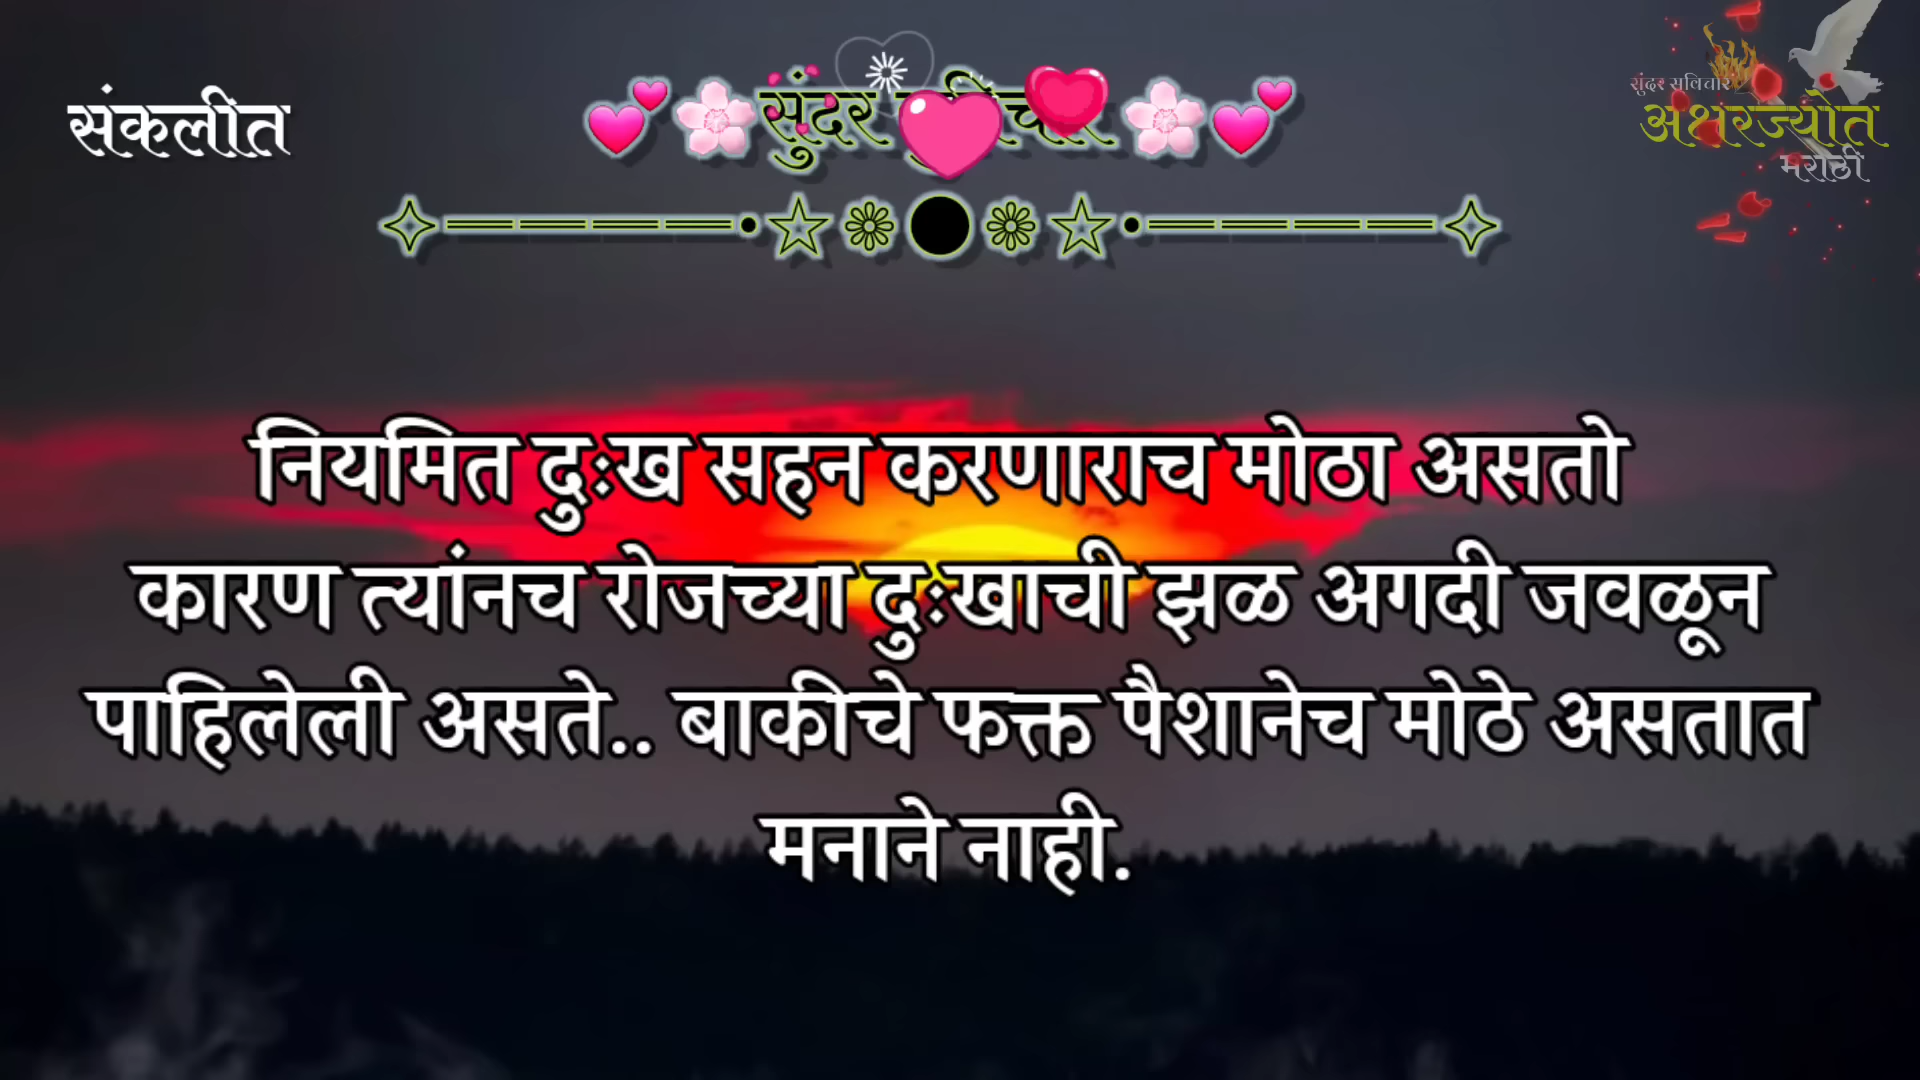 संकलीत
सुंदर
सुंदर सुविचार
अक्षरज्योत
मराठी
नियमित दुःख सहन करणाराच मोठा असतो
कारण त्यांनच रोजच्या दुःखाची झळ अगदी जवळून
पाहिलेली असते.. बाकीचे फक्त पैशानेच मोठे असतात
मनाने नाही.